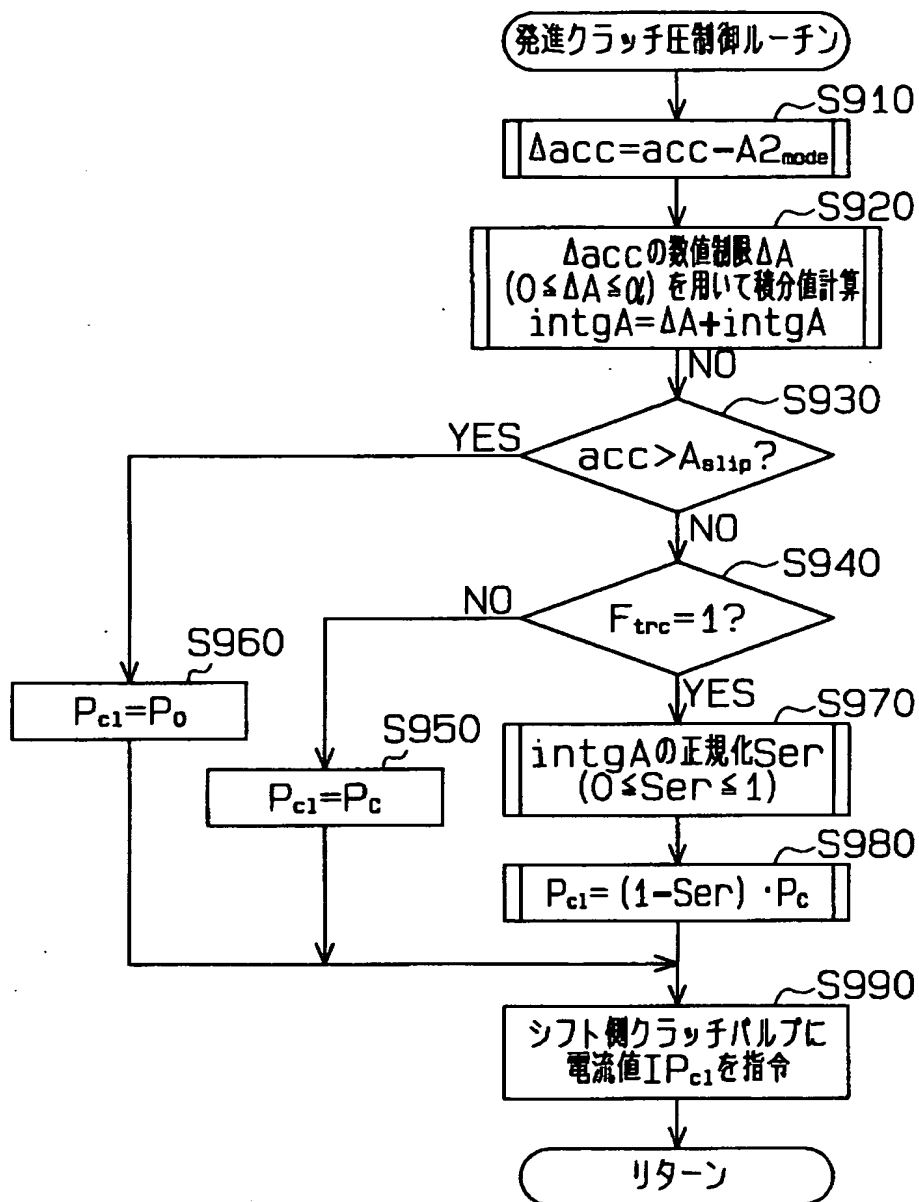 発進クラッチ圧制御ルーチン
S910
Δacc=acc-A2mode
S920
Δaccの数値制限ΔA
(0≦ΔA≦α)を用いて積分値計算
intgA=ΔA+intgA
NO
S930
YES
acc>Aslip?
NO
S940
NO
Ftrc=1?
S960
YES
Pcl=P0
S950
S970
Pcl=PC
intgAの正規化Ser
(0≦Ser≦1)
S980
Pcl=(1-Ser)・PC
S990
シフト側クラッチバルブに
電流値IPclを指令
リターン